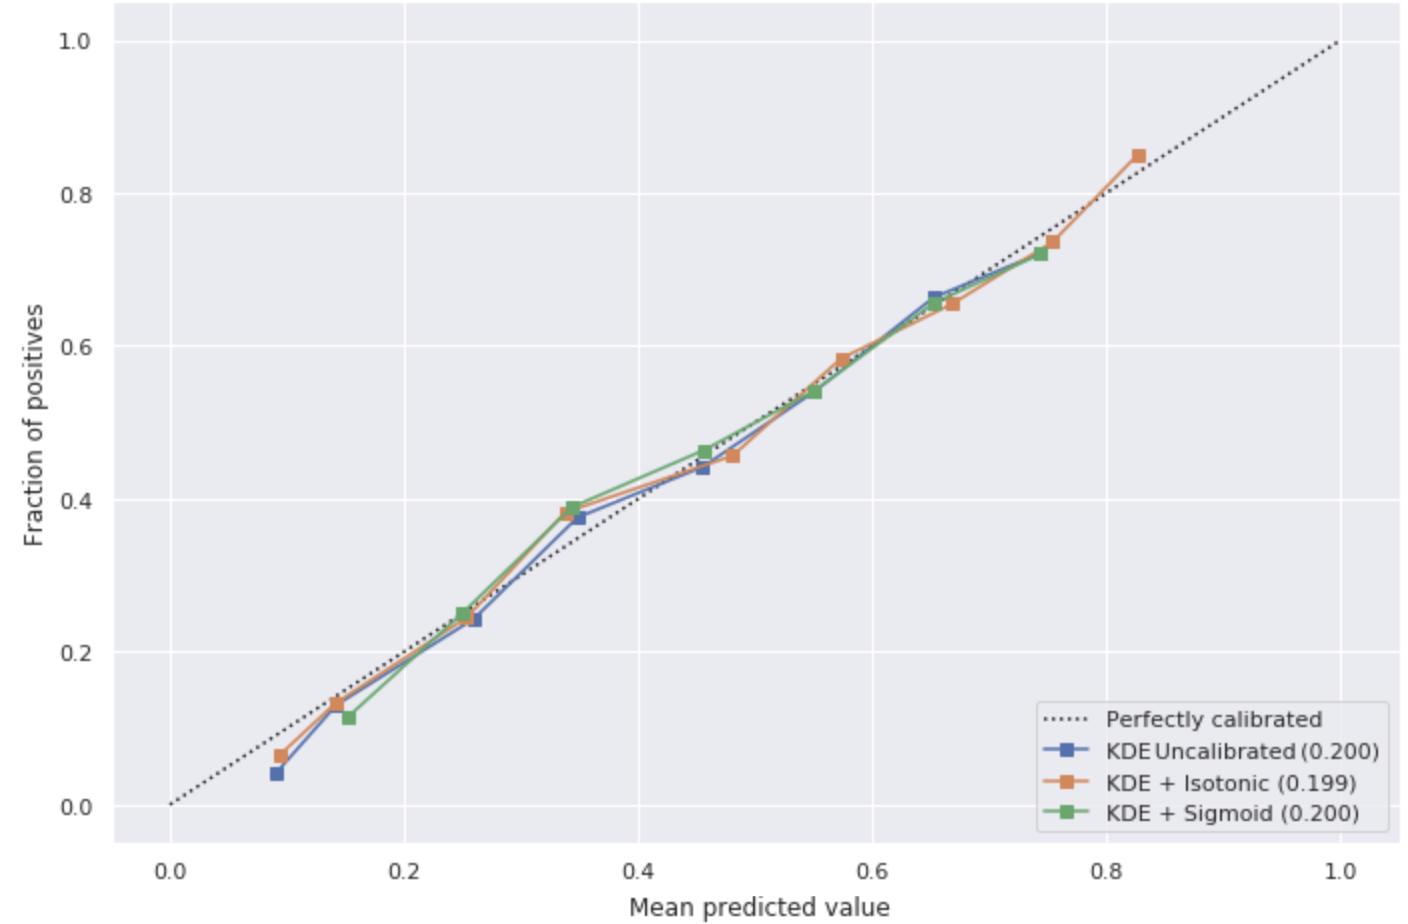 1.0
0.8
0.6
0.4
0.2
0.0
Fraction of positives
Perfectly calibrated
KDE Uncalibrated (0.200)
KDE + Isotonic (0.199)
KDE + Sigmoid (0.200)
0.0 0.2 0.4 0.6 0.8 1.0
Mean predicted value